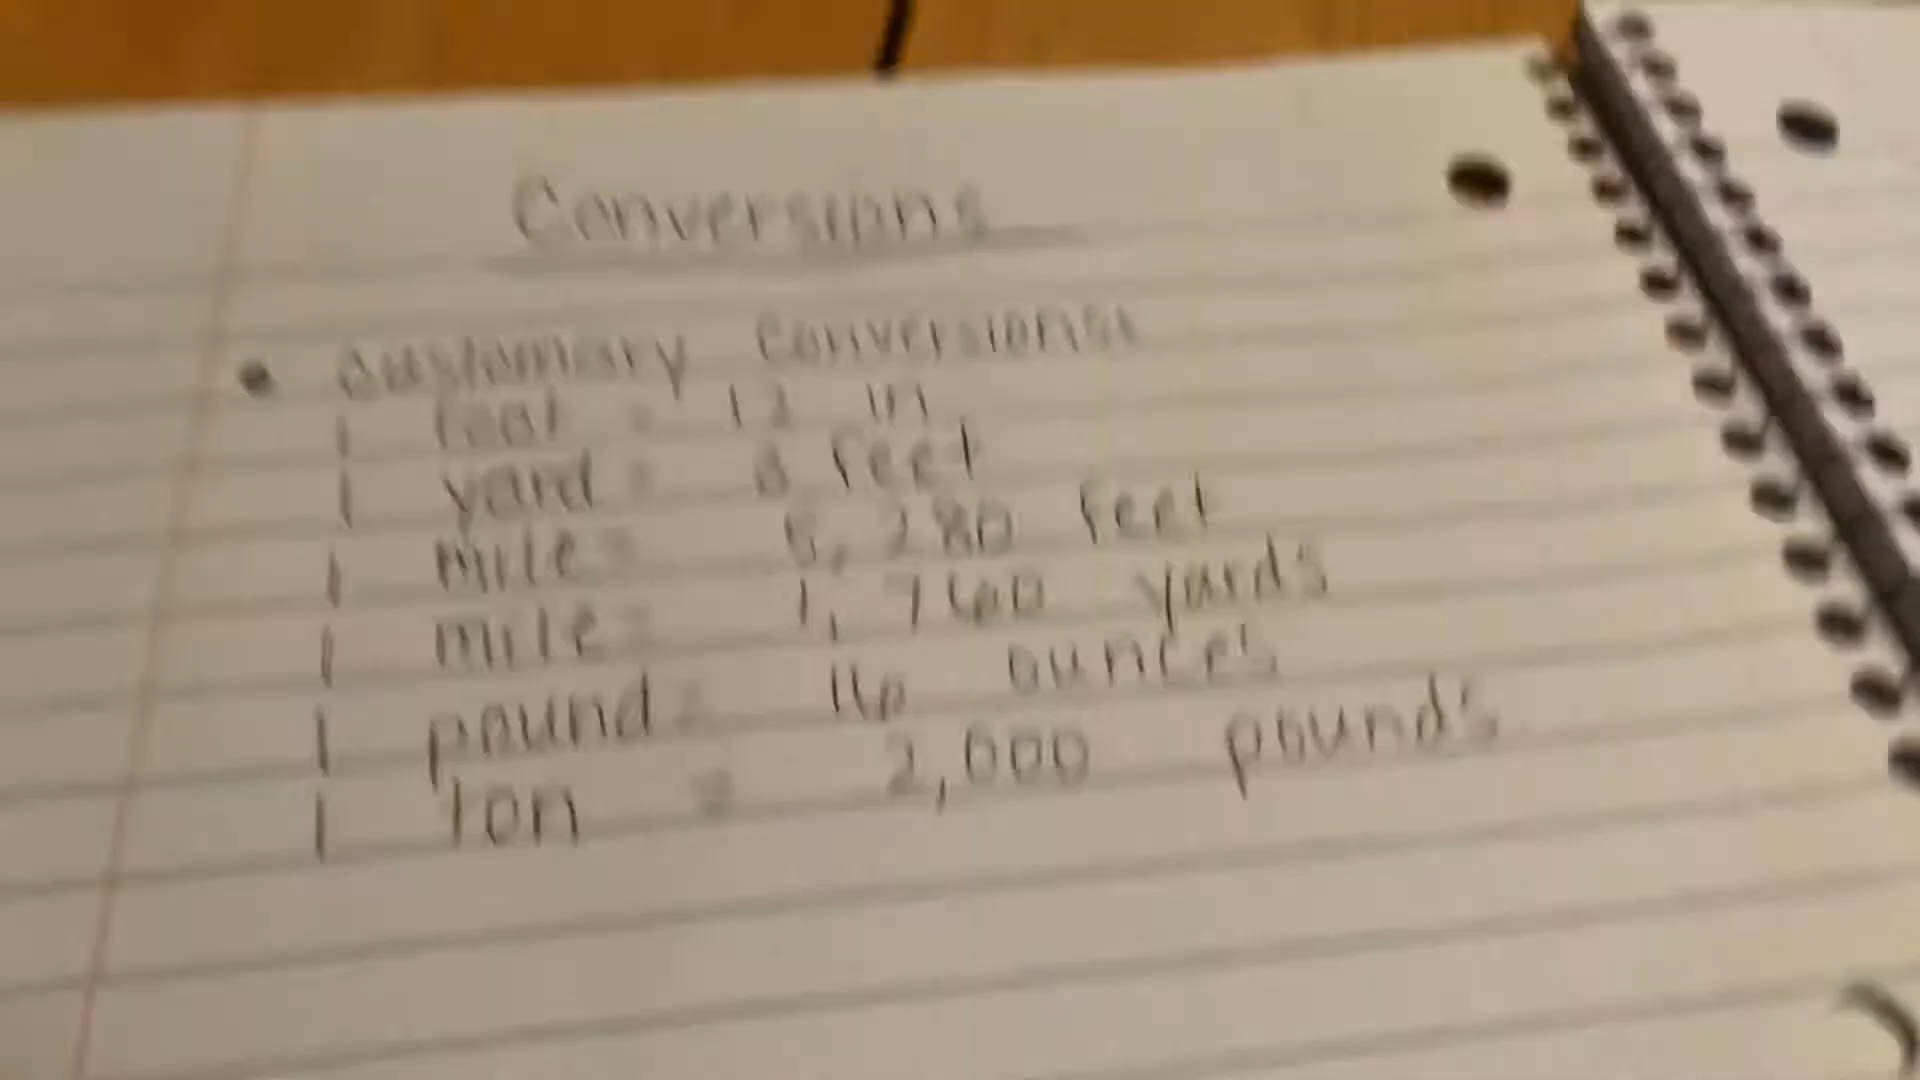 Conversions
Customary Conversions
1 foot = 12 in
1 yard = 3 feet
1 mile = 5,280 feet
1 mile = 1,760 yards
1 pound = 16 ounces
1 Ton = 2,000 pounds